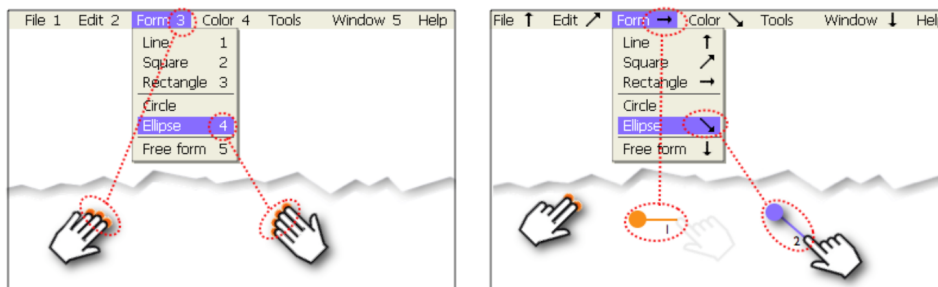 File 1 Edit 2 Form 3 Color 4 Tools Window 5 Help
Line 1
Square 2
Rectangle 3
Circle
Ellipse 4
Free form 5
File ↑ Edit ↗ Form → Color ↘ Tools Window ↓ Hel
Line ↑
Square ↗
Rectangle →
Circle
Ellipse ↘
Free form ↓
1
2